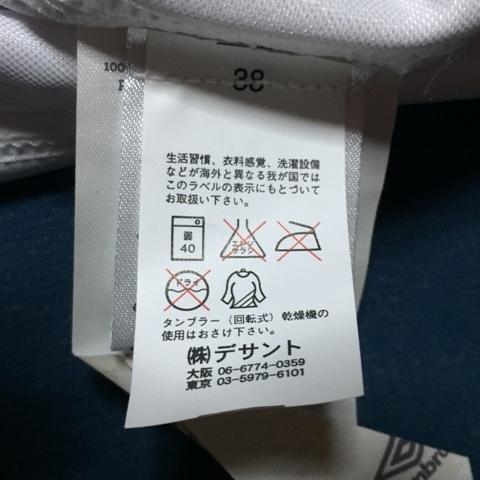 100
38
生活習慣、衣料感覚、洗濯設備
などが海外と異なる我が国では
このラベルの表示にもとづいて
お取扱い下さい。
弱
40
エンソ
サラシ
ドライ
タンブラー（回転式）乾燥機の
使用はおさけ下さい。
㈱デサント
大阪 06-6774-0359
東京 03-5979-6101
mbro